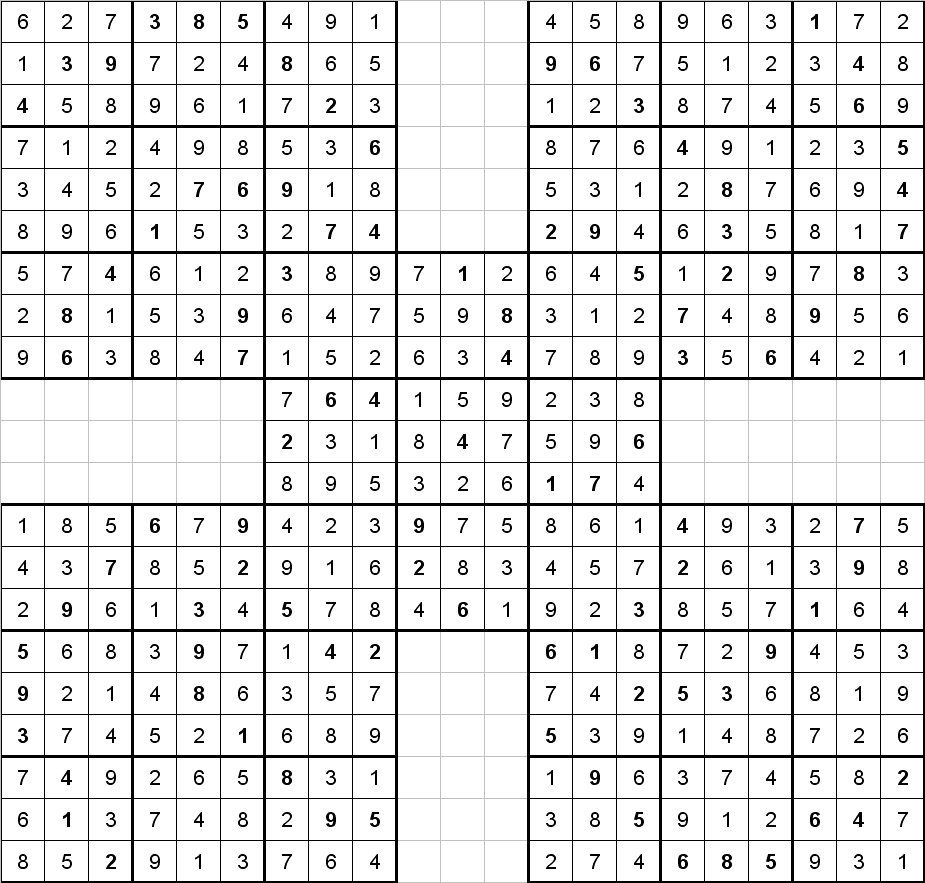 6 2 7 3 8 5 4 9 1 4 5 8 9 6 3 1 7 2
1 3 9 7 2 4 8 6 5 9 6 7 5 1 2 3 4 8
4 5 8 9 6 1 7 2 3 1 2 3 8 7 4 5 6 9
7 1 2 4 9 8 5 3 6 8 7 6 4 9 1 2 3 5
3 4 5 2 7 6 9 1 8 5 3 1 2 8 7 6 9 4
8 9 6 1 5 3 2 7 4 2 9 4 6 3 5 8 1 7
5 7 4 6 1 2 3 8 9 7 1 2 6 4 5 1 2 9 7 8 3
2 8 1 5 3 9 6 4 7 5 9 8 3 1 2 7 4 8 9 5 6
9 6 3 8 4 7 1 5 2 6 3 4 7 8 9 3 5 6 4 2 1
7 6 4 1 5 9 2 3 8
2 3 1 8 4 7 5 9 6
8 9 5 3 2 6 1 7 4
1 8 5 6 7 9 4 2 3 9 7 5 8 6 1 4 9 3 2 7 5
4 3 7 8 5 2 9 1 6 2 8 3 4 5 7 2 6 1 3 9 8
2 9 6 1 3 4 5 7 8 4 6 1 9 2 3 8 5 7 1 6 4
5 6 8 3 9 7 1 4 2 6 1 8 7 2 9 4 5 3
9 2 1 4 8 6 3 5 7 7 4 2 5 3 6 8 1 9
3 7 4 5 2 1 6 8 9 5 3 9 1 4 8 7 2 6
7 4 9 2 6 5 8 3 1 1 9 6 3 7 4 5 8 2
6 1 3 7 4 8 2 9 5 3 8 5 9 1 2 6 4 7
8 5 2 9 1 3 7 6 4 2 7 4 6 8 5 9 3 1